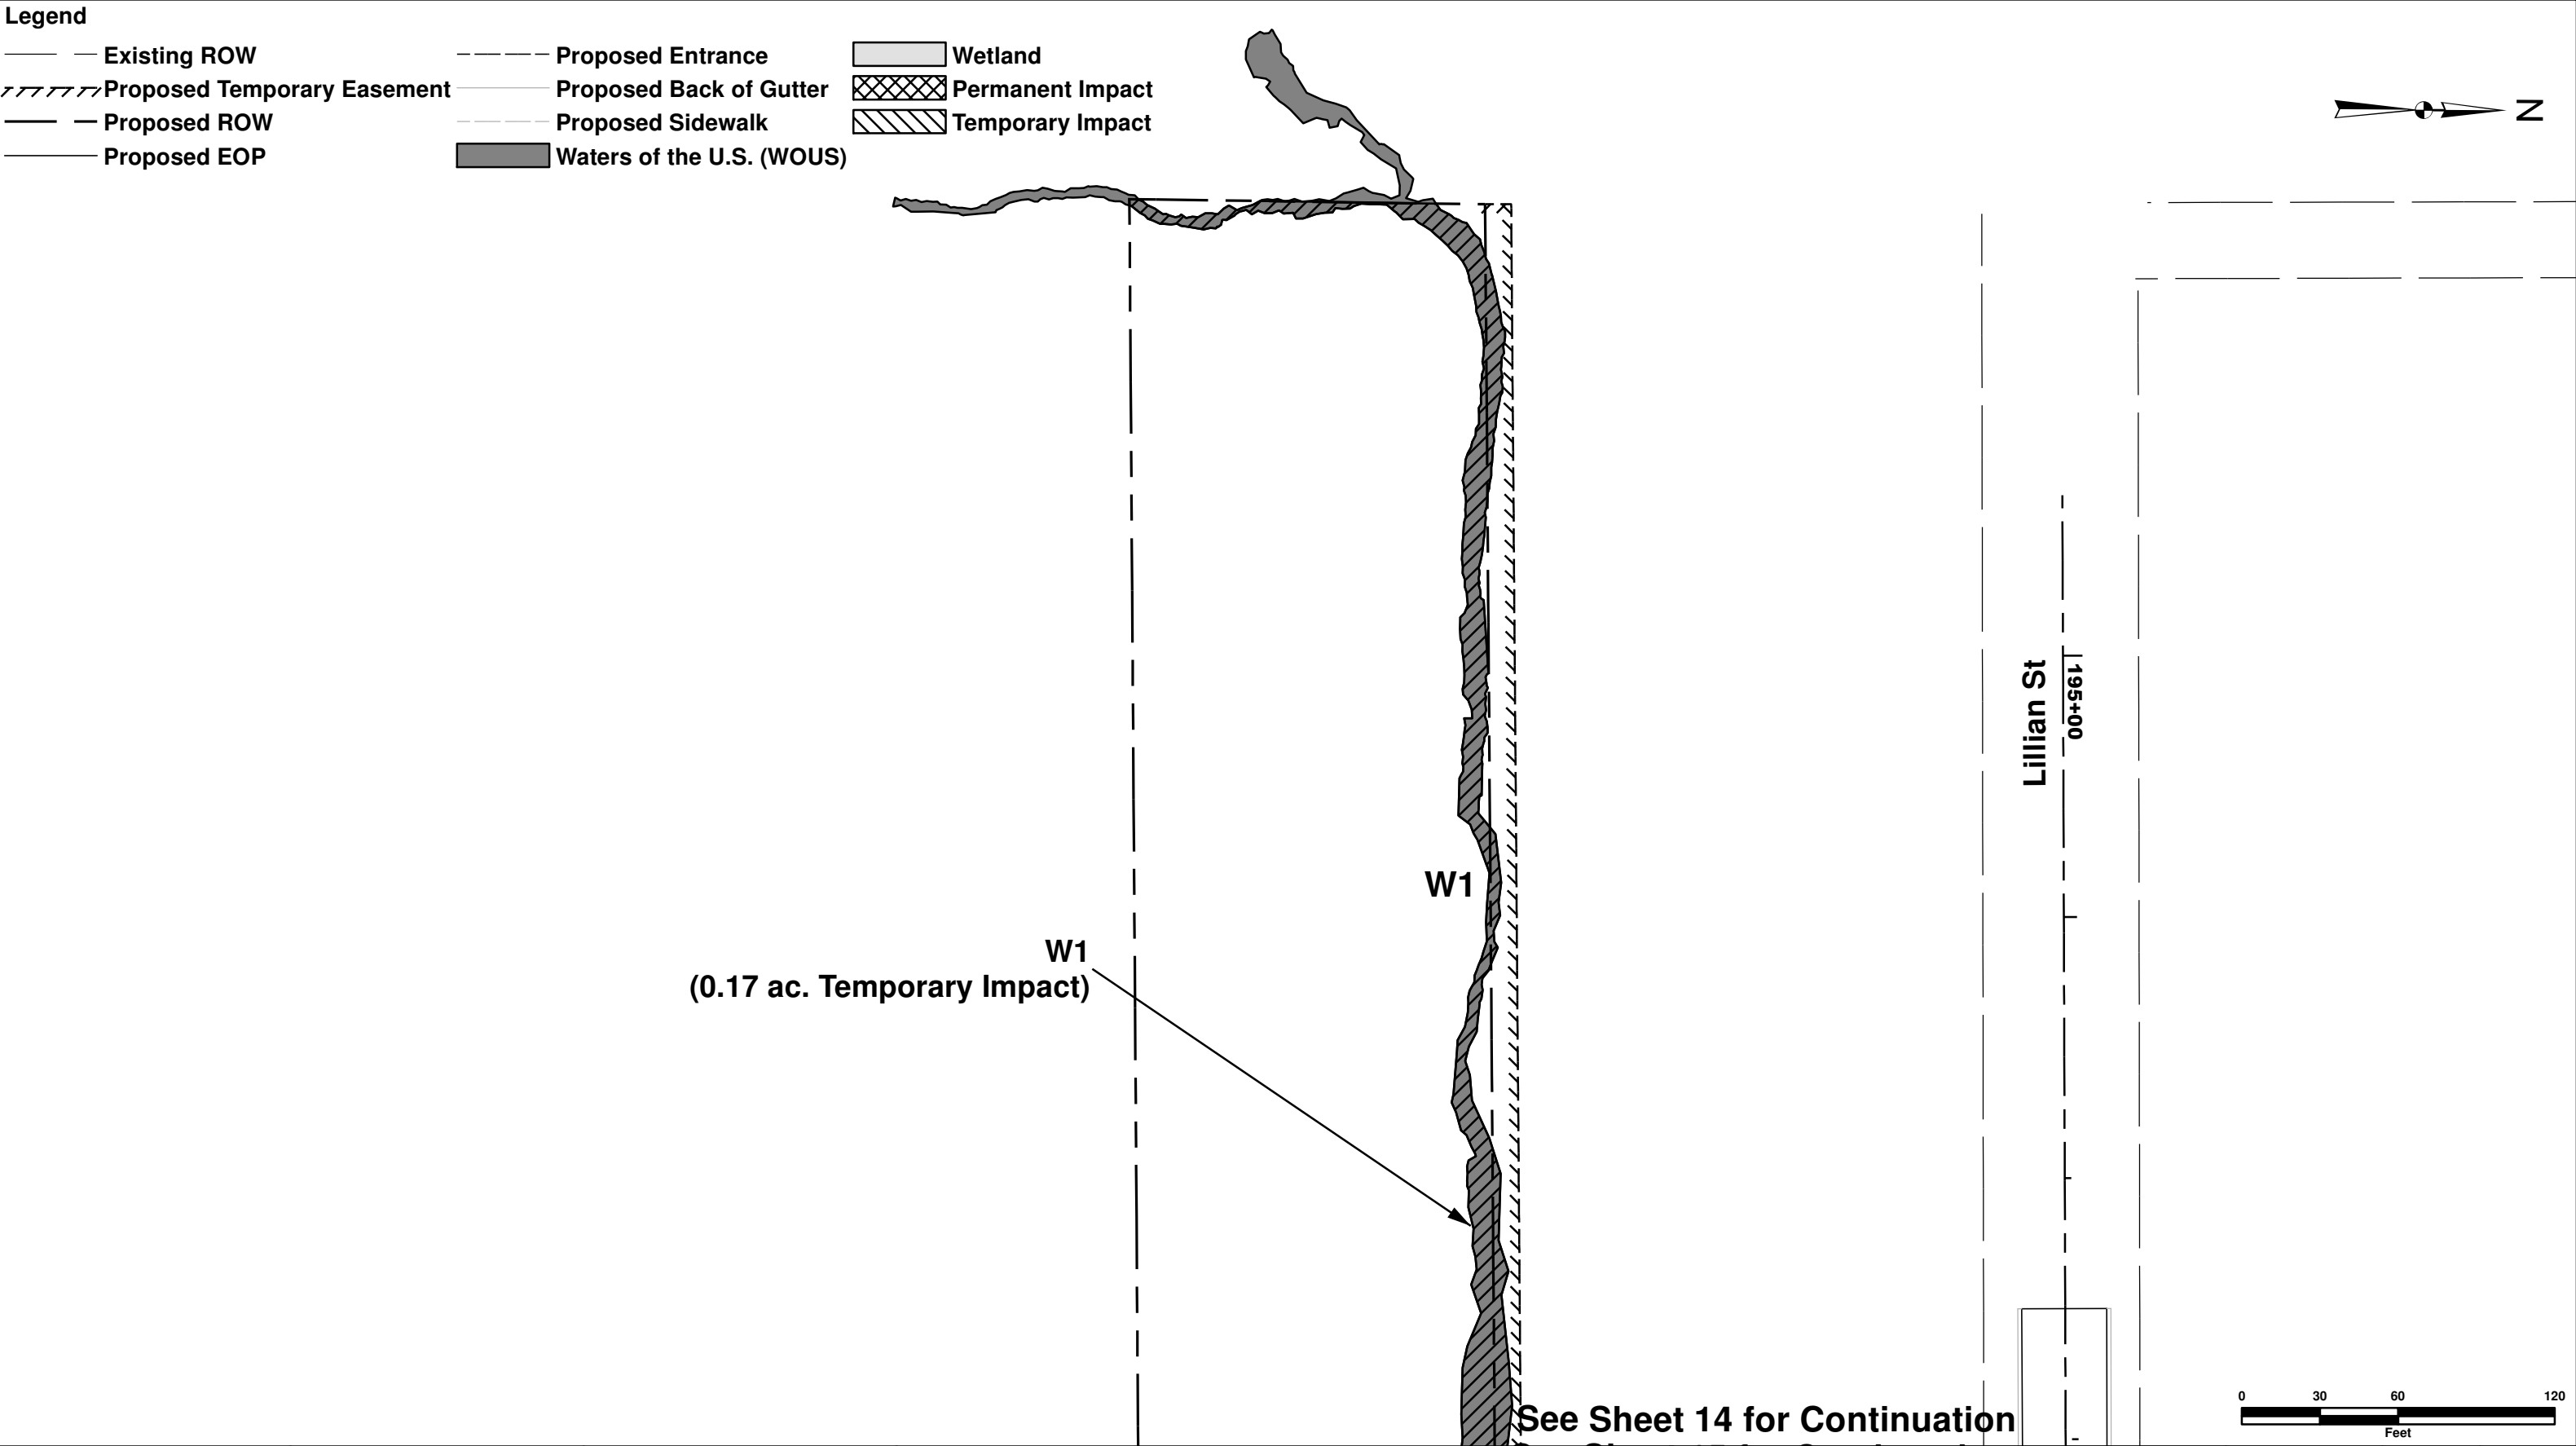 Legend
Existing ROW
Proposed Temporary Easement
Proposed ROW
Proposed EOP
Proposed Entrance
Proposed Back of Gutter
Proposed Sidewalk
Waters of the U.S. (WOUS)
Wetland
Permanent Impact
Temporary Impact
N
Lillian St
195+00
W1
W1
(0.17 ac. Temporary Impact)
See Sheet 14 for Continuation
0 30 60 120
Feet